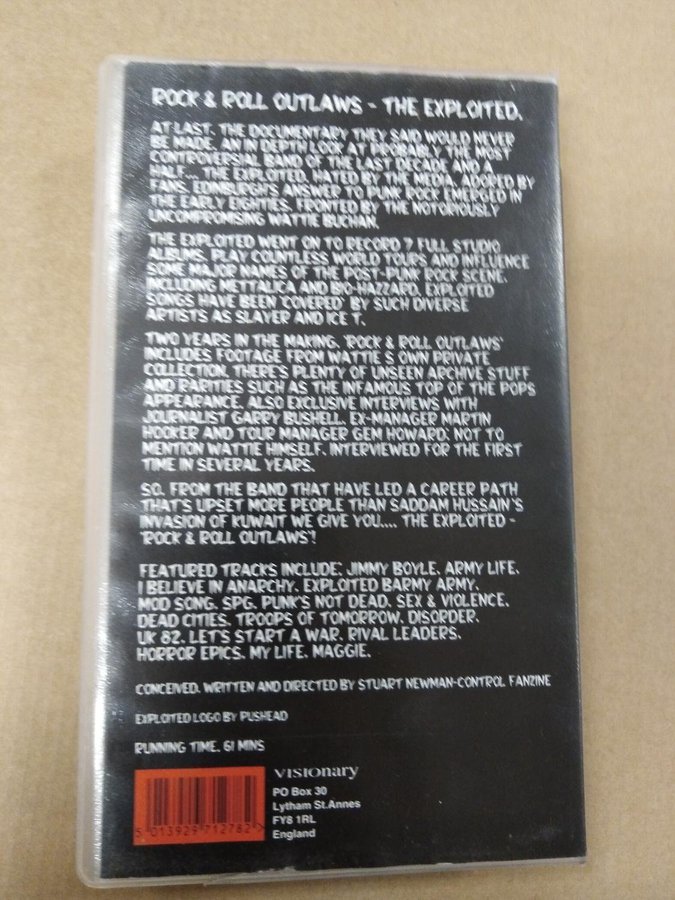 ROCK & ROLL OUTLAWS - THE EXPLOITED.
AT LAST, THE DOCUMENTARY THEY SAID WOULD NEVER
BE MADE. AN IN DEPTH LOOK AT PROBABLY THE MOST
CONTROVERSIAL BAND OF THE LAST DECADE AND A
HALF... THE EXPLOITED. HATED BY THE MEDIA, ADORED BY
FANS, EDINBURGH'S ANSWER TO PUNK ROCK EMERGED IN
THE EARLY EIGHTIES, FRONTED BY THE NOTORIOUSLY
UNCOMPROMISING WATTIE BUCHAN.
THE EXPLOITED WENT ON TO RECORD 7 FULL STUDIO
ALBUMS, PLAY COUNTLESS WORLD TOURS AND INFLUENCE
SOME MAJOR NAMES OF THE POST-PUNK ROCK SCENE,
INCLUDING METTALICA AND BIO-HAZZARD. EXPLOITED
SONGS HAVE BEEN 'COVERED' BY SUCH DIVERSE
ARTISTS AS SLAYER AND ICE T.
TWO YEARS IN THE MAKING, 'ROCK & ROLL OUTLAWS'
INCLUDES FOOTAGE FROM WATTIE'S OWN PRIVATE
COLLECTION, THERE'S PLENTY OF UNSEEN ARCHIVE STUFF
AND RARITIES SUCH AS THE INFAMOUS TOP OF THE POPS
APPEARANCE. ALSO EXCLUSIVE INTERVIEWS WITH
JOURNALIST GARRY BUSHELL, EX-MANAGER MARTIN
HOOKER AND TOUR MANAGER GEM HOWARD; NOT TO
MENTION WATTIE HIMSELF, INTERVIEWED FOR THE FIRST
TIME IN SEVERAL YEARS.
SO, FROM THE BAND THAT HAVE LED A CAREER PATH
THAT'S UPSET MORE PEOPLE THAN SADDAM HUSSAIN'S
INVASION OF KUWAIT WE GIVE YOU.... THE EXPLOITED -
'ROCK & ROLL OUTLAWS'!
FEATURED TRACKS INCLUDE: JIMMY BOYLE, ARMY LIFE,
I BELIEVE IN ANARCHY, EXPLOITED BARMY ARMY,
MOD SONG, SPG, PUNK'S NOT DEAD, SEX & VIOLENCE,
DEAD CITIES, TROOPS OF TOMORROW, DISORDER,
UK 82, LET'S START A WAR, RIVAL LEADERS,
HORROR EPICS, MY LIFE, MAGGIE.
CONCEIVED, WRITTEN AND DIRECTED BY STUART NEWMAN-CONTROL FANZINE
EXPLOITED LOGO BY PUSHEAD
RUNNING TIME. 61 MINS
VISIONARY
PO Box 30
Lytham St.Annes
FY8 1RL
England
5 013929 712782 >